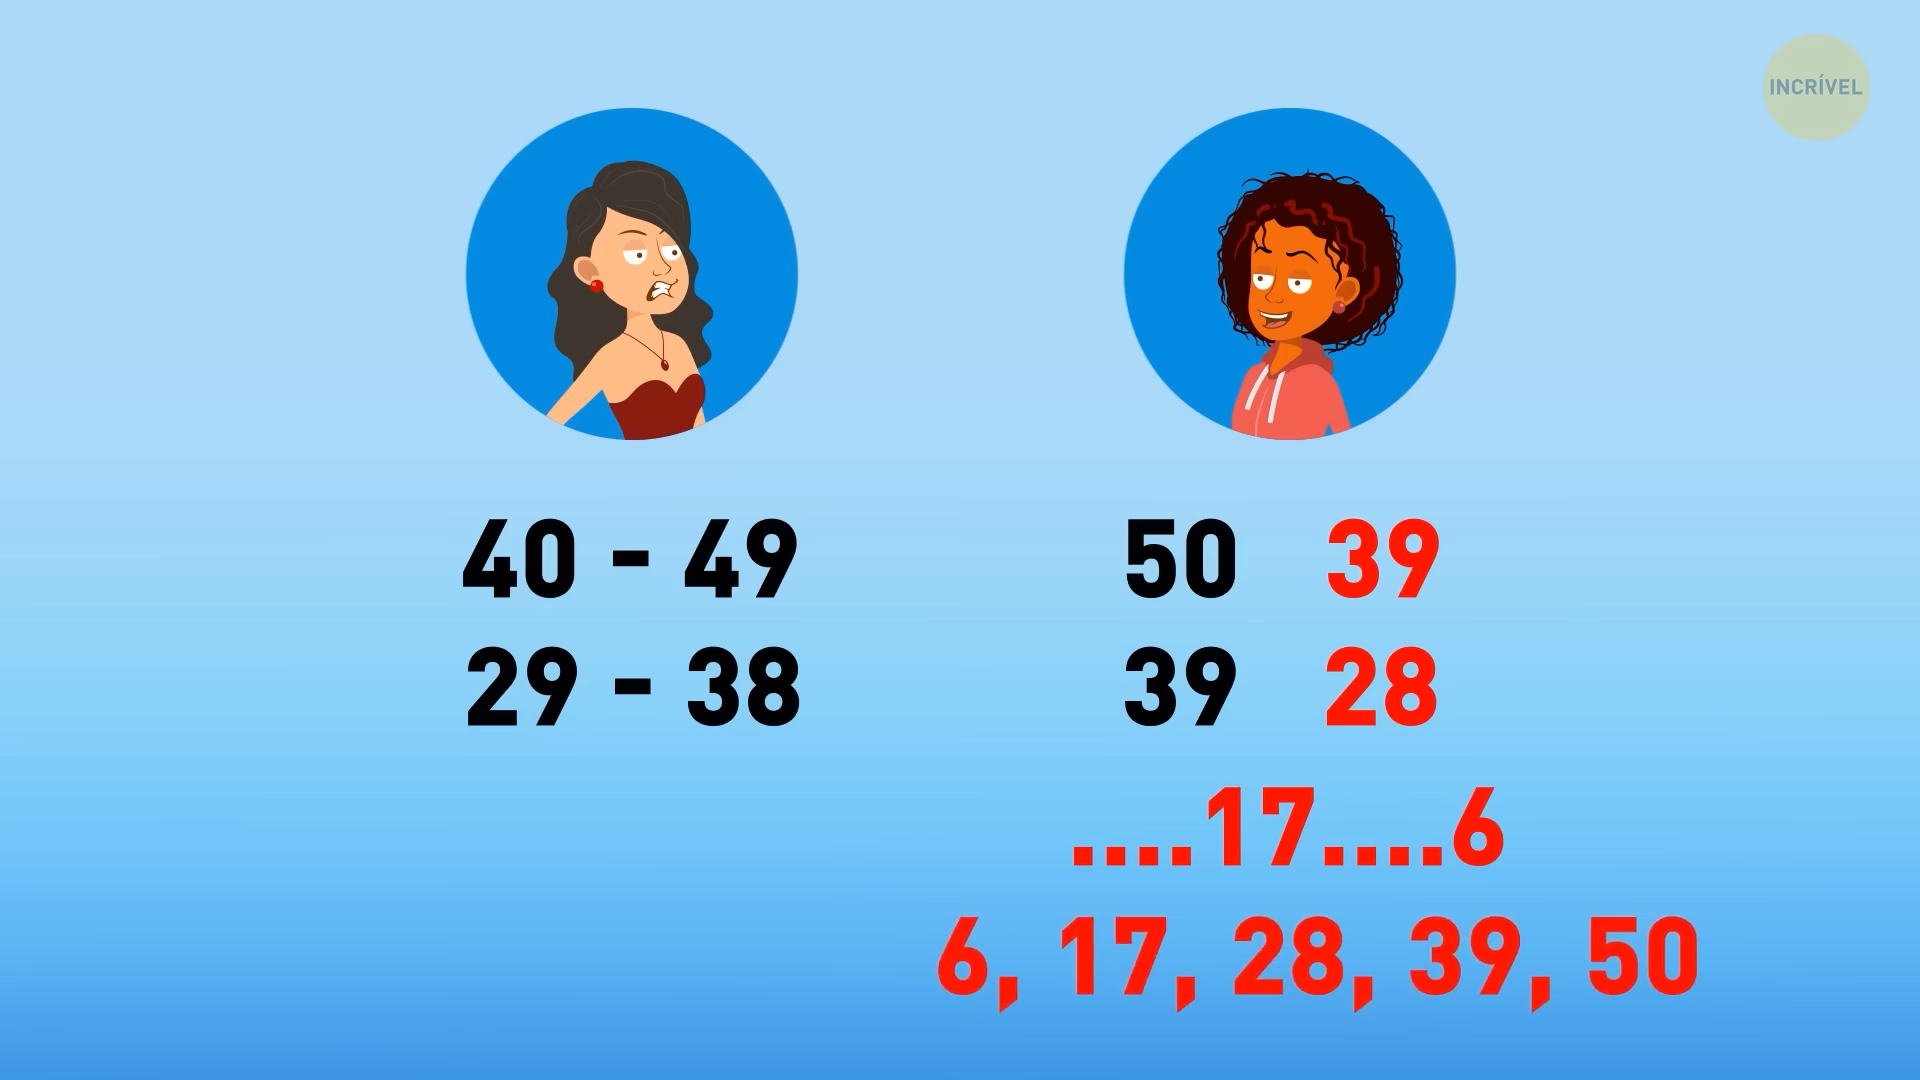 INCRÍVEL
40 - 49 50 39
29 - 38 39 28
....17....6
6, 17, 28, 39, 50